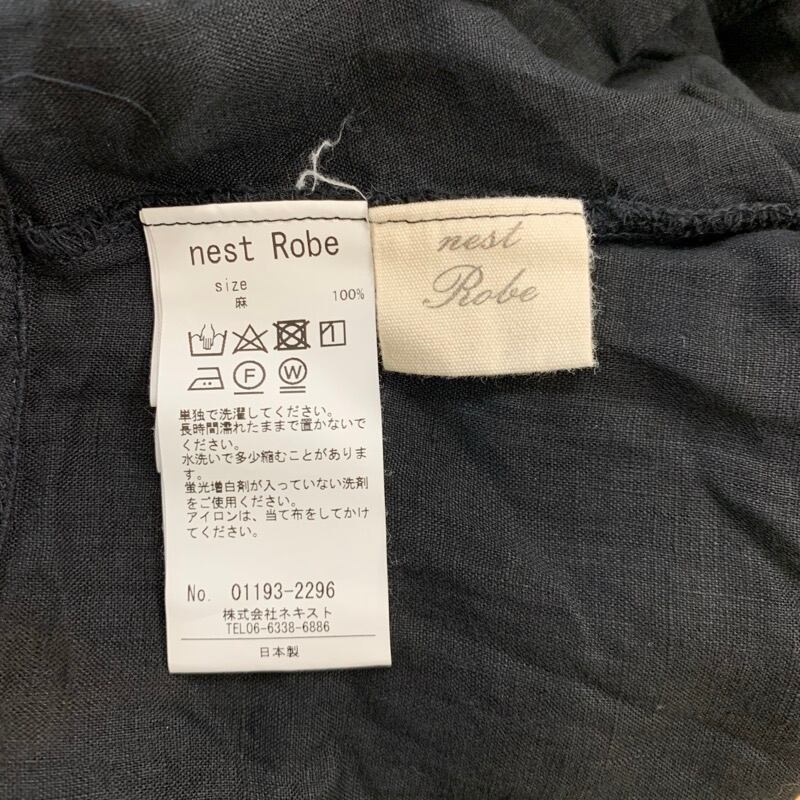 nest Robe
size
麻 100%
F W
単独で洗濯してください。
長時間濡れたままで置かないで
ください。
水洗いで多少縮むことがありま
す。
蛍光増白剤が入っていない洗剤
をご使用ください。
アイロンは、当て布をしてかけ
てください。
No. 01193-2296
株式会社ネキスト
TEL06-6338-6886
日本製
nest
Robe